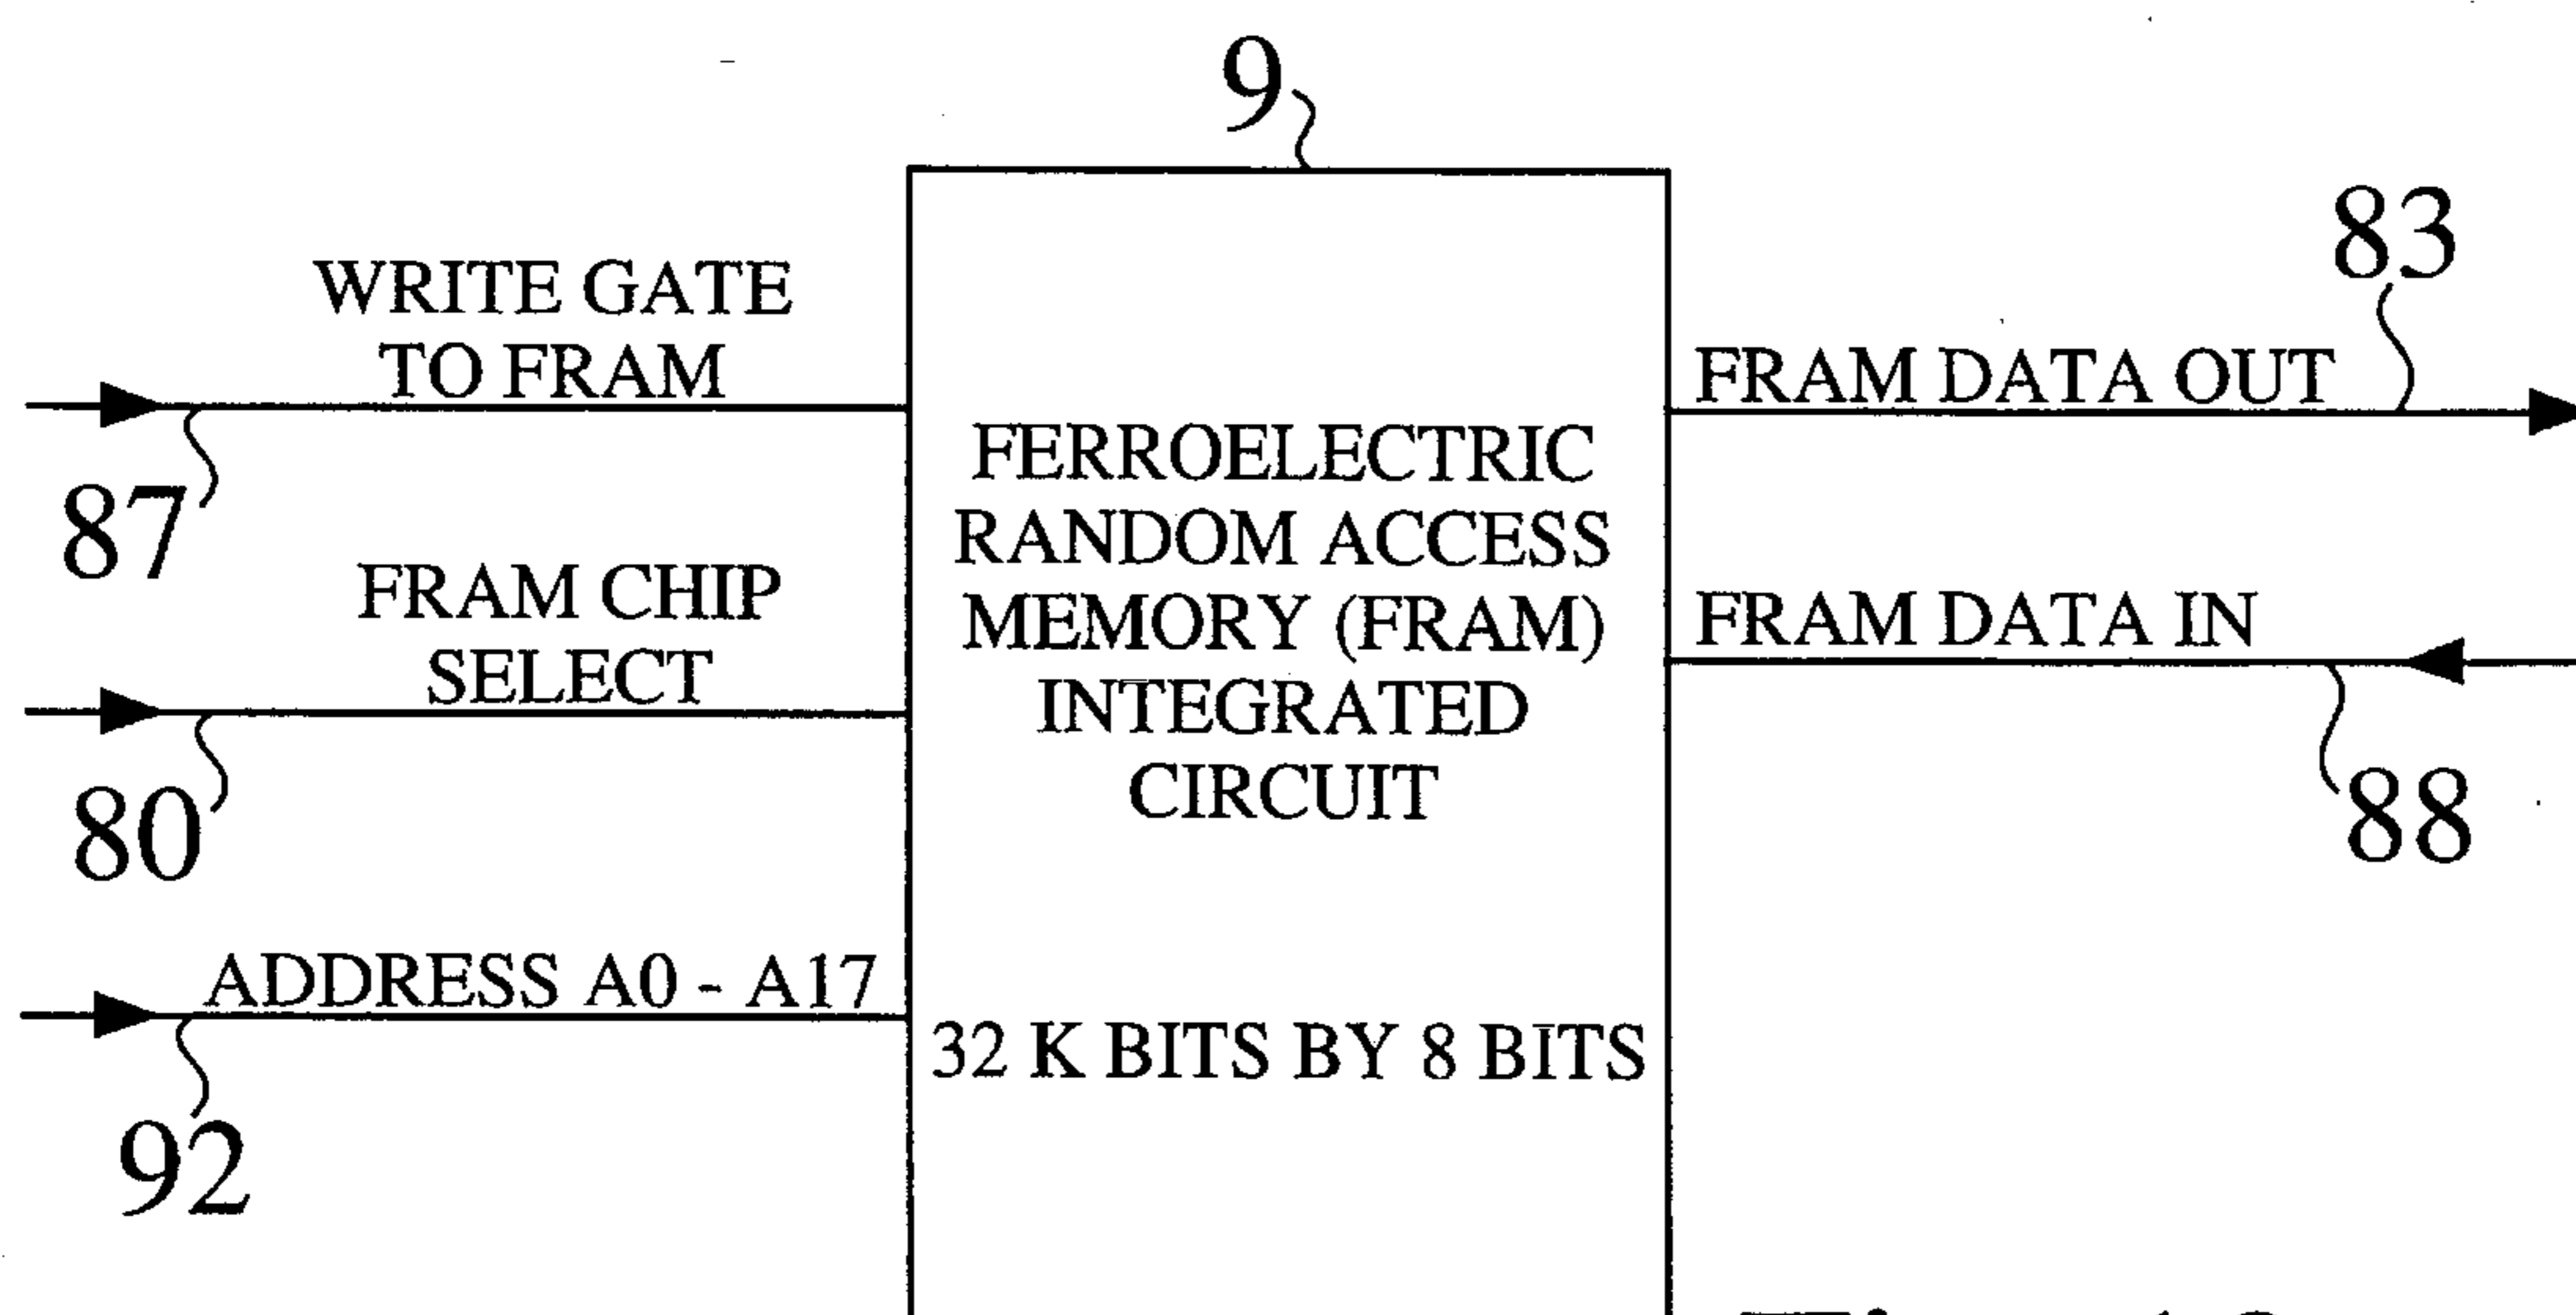 9
83
WRITE GATE
TO FRAM
FRAM DATA OUT
87
FERROELECTRIC
RANDOM ACCESS
MEMORY (FRAM)
INTEGRATED
CIRCUIT
FRAM CHIP
SELECT
FRAM DATA IN
80
88
ADDRESS A0 - A17
32 K BITS BY 8 BITS
92